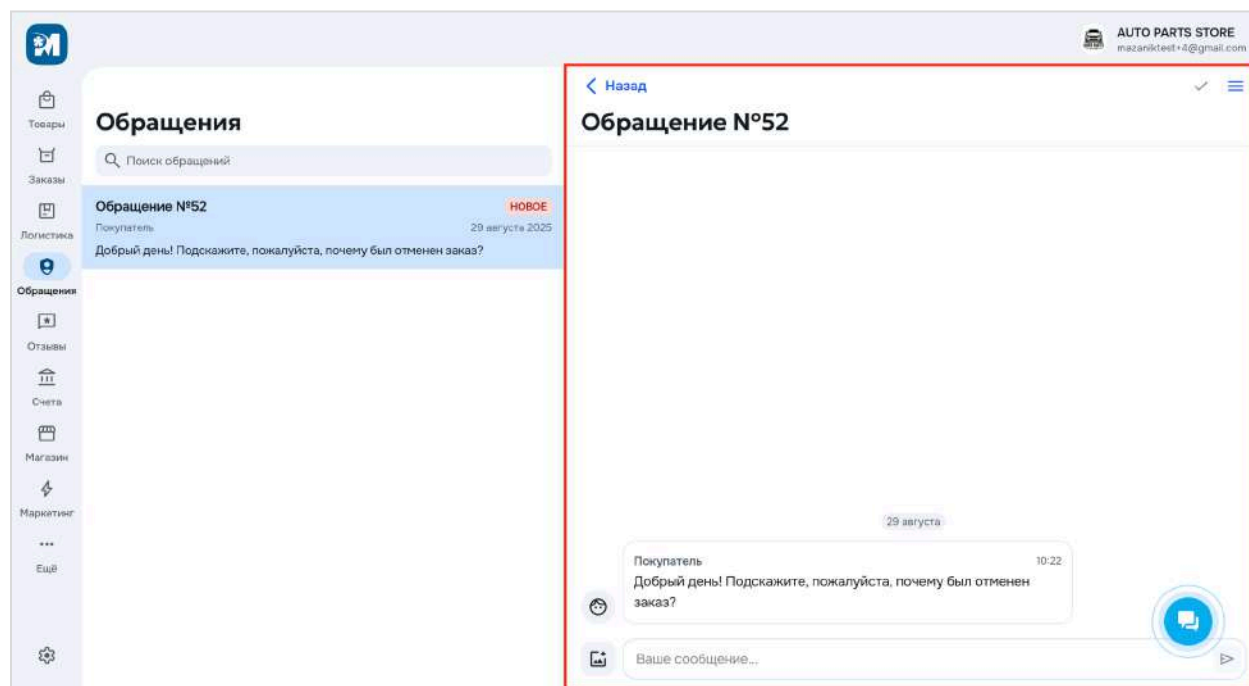 AUTO PARTS STORE
mazaniktest+4@gmail.com
Товары
Заказы
Логистика
Обращения
Отзывы
Счета
Магазин
Маркетинг
Ещё
Обращения
Поиск обращений
Обращение №52
НОВОЕ
Покупатель
29 августа 2025
Добрый день! Подскажите, пожалуйста, почему был отменен заказ?
Назад
Обращение №52
29 августа
Покупатель
10:22
Добрый день! Подскажите, пожалуйста, почему был отменен
заказ?
Ваше сообщение...